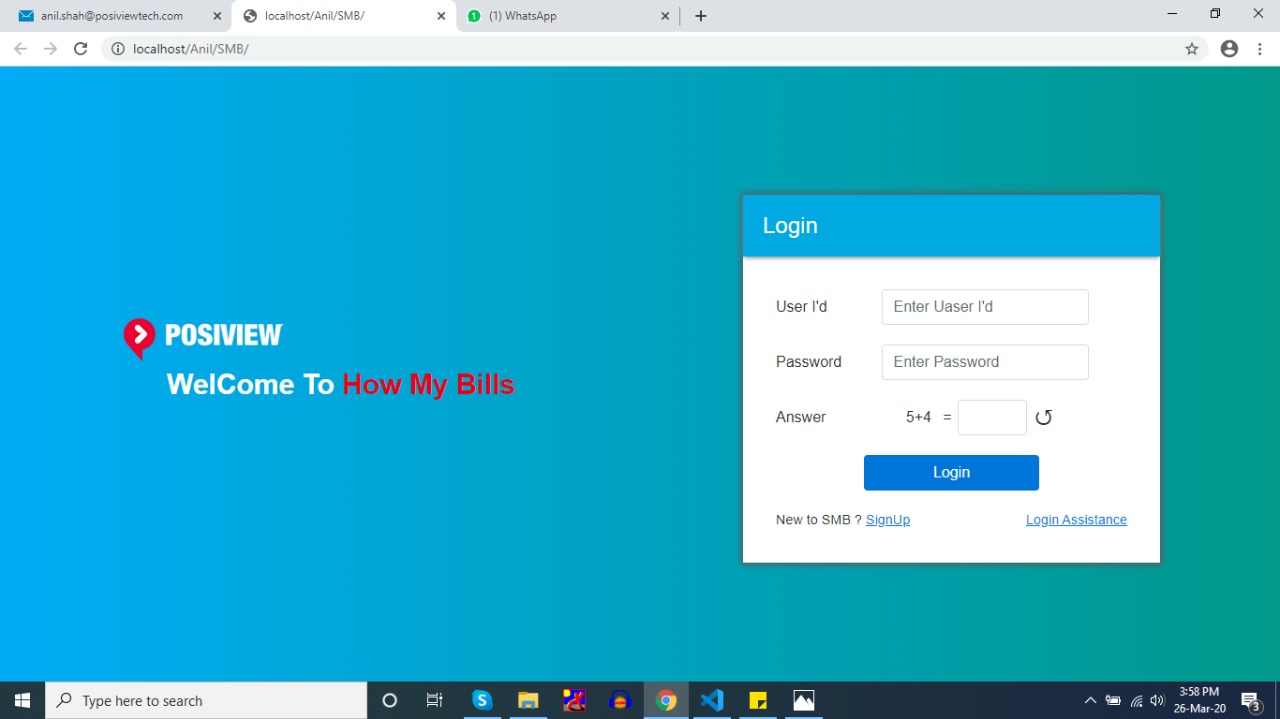 anil.shah@posiviewtech.com
localhost/Anil/SMB/
(1) WhatsApp
localhost/Anil/SMB/
Login
User I'd
Enter Uaser I'd
Password
Enter Password
Answer
5+4 =
Login
New to SMB ? SignUp
Login Assistance
POSIVIEW
WelCome To How My Bills
Type here to search
3:58 PM
26-Mar-20
3